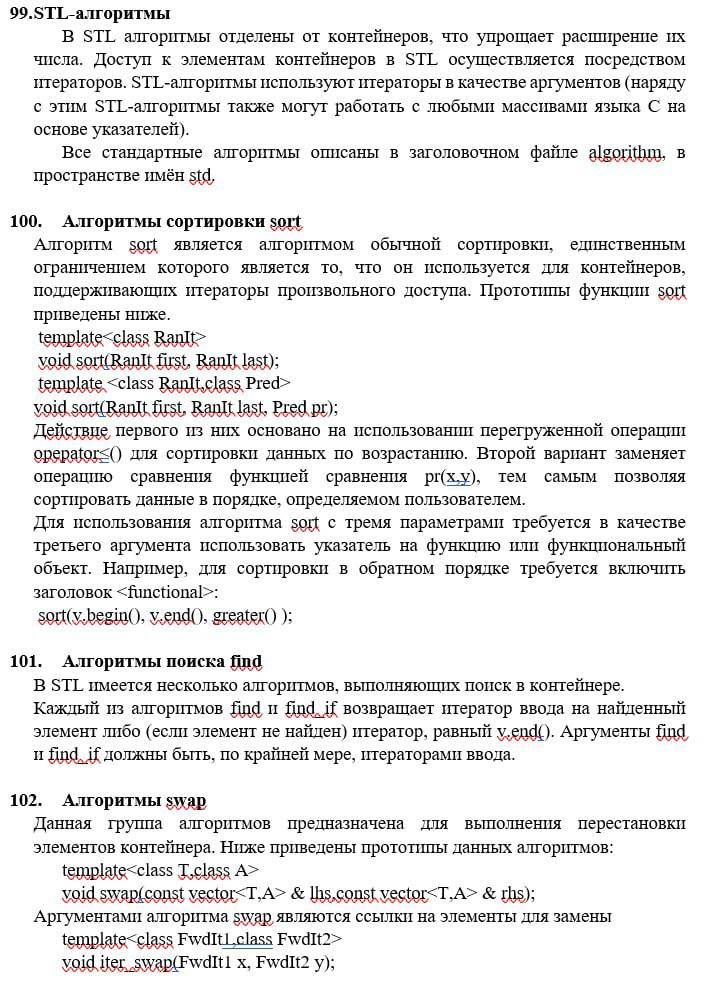 99.STL-алгоритмы
В STL алгоритмы отделены от контейнеров, что упрощает расширение их
числа. Доступ к элементам контейнеров в STL осуществляется посредством
итераторов. STL-алгоритмы используют итераторы в качестве аргументов (наряду
с этим STL-алгоритмы также могут работать с любыми массивами языка С на
основе указателей).
Все стандартные алгоритмы описаны в заголовочном файле algorithm, в
пространстве имён std.
100. Алгоритмы сортировки sort
Алгоритм sort является алгоритмом обычной сортировки, единственным
ограничением которого является то, что он используется для контейнеров,
поддерживающих итераторы произвольного доступа. Прототипы функции sort
приведены ниже.
template<class RanIt>
void sort(RanIt first, RanIt last);
template <class RanIt,class Pred>
void sort(RanIt first, RanIt last, Pred pr);
Действие первого из них основано на использовании перегруженной операции
operator<() для сортировки данных по возрастанию. Второй вариант заменяет
операцию сравнения функцией сравнения pr(x,y), тем самым позволяя
сортировать данные в порядке, определяемом пользователем.
Для использования алгоритма sort с тремя параметрами требуется в качестве
третьего аргумента использовать указатель на функцию или функциональный
объект. Например, для сортировки в обратном порядке требуется включить
заголовок <functional>:
sort(v.begin(), v.end(), greater() );
101. Алгоритмы поиска find
В STL имеется несколько алгоритмов, выполняющих поиск в контейнере.
Каждый из алгоритмов find и find_if возвращает итератор ввода на найденный
элемент либо (если элемент не найден) итератор, равный v.end(). Аргументы find
и find_if должны быть, по крайней мере, итераторами ввода.
102. Алгоритмы swap
Данная группа алгоритмов предназначена для выполнения перестановки
элементов контейнера. Ниже приведены прототипы данных алгоритмов:
template<class T,class A>
void swap(const vector<T,A> & lhs,const vector<T,A> & rhs);
Аргументами алгоритма swap являются ссылки на элементы для замены
template<class FwdIt1,class FwdIt2>
void iter_swap(FwdIt1 x, FwdIt2 y);